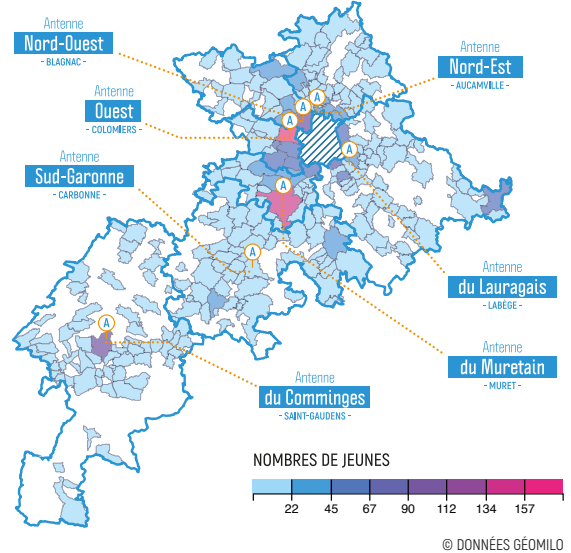 Antenne
Nord-Ouest
- BLAGNAC -
Antenne
Nord-Est
- AUCAMVILLE -
Antenne
Ouest
- COLOMIERS -
Antenne
Sud-Garonne
- CARBONNE -
A
A
A
A
A
A
A
Antenne
du Lauragais
- LABÈGE -
Antenne
du Muretain
- MURET -
Antenne
du Comminges
- SAINT-GAUDENS -
NOMBRES DE JEUNES
22 45 67 90 112 134 157
© DONNÉES GÉOMILO